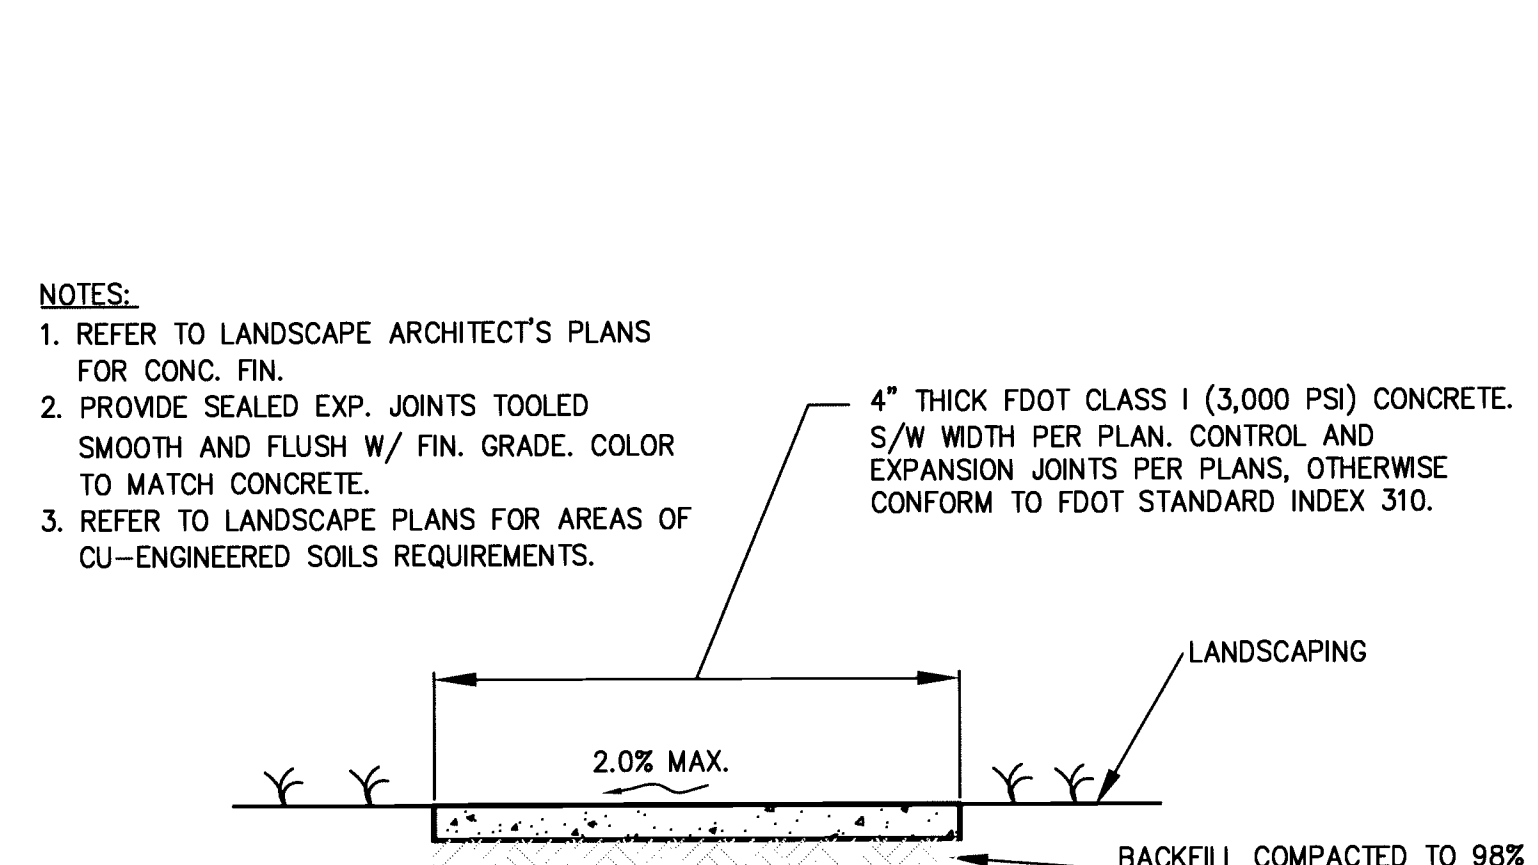 NOTES:
1. REFER TO LANDSCAPE ARCHITECT'S PLANS
FOR CONC. FIN.
2. PROVIDE SEALED EXP. JOINTS TOOLED
SMOOTH AND FLUSH W/ FIN. GRADE. COLOR
TO MATCH CONCRETE.
3. REFER TO LANDSCAPE PLANS FOR AREAS OF
CU-ENGINEERED SOILS REQUIREMENTS.
4" THICK FDOT CLASS I (3,000 PSI) CONCRETE.
S/W WIDTH PER PLAN. CONTROL AND
EXPANSION JOINTS PER PLANS, OTHERWISE
CONFORM TO FDOT STANDARD INDEX 310.
LANDSCAPING
2.0% MAX.
BACKFILL COMPACTED TO 98%